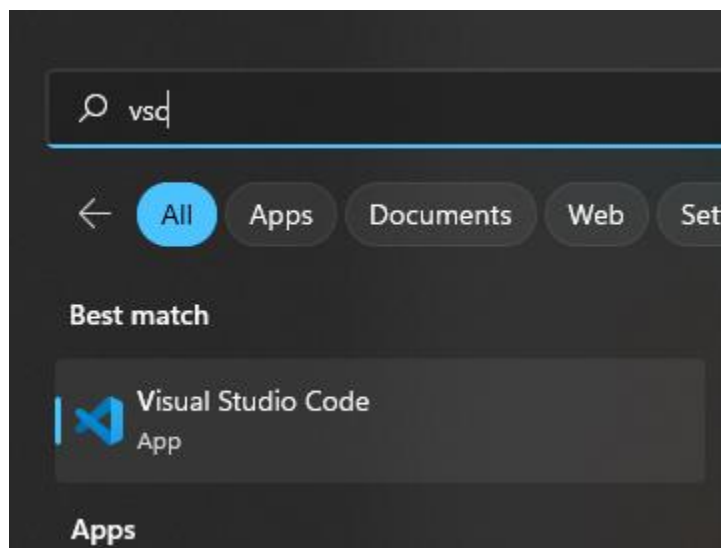 vsc
All Apps Documents Web Set
Best match
Visual Studio Code
App
Apps